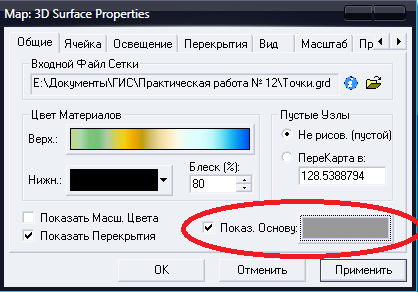 Map: 3D Surface Properties
Общие Ячейка Освещение Перекрытия Вид Масштаб Пр
Входной Файл Сетки
E:\Документы\ГИС\Практическая работа № 12\Точки.grd
Цвет Материалов
Верх.:
Нижн.:
Блеск (%):
80
Пустые Узлы
Не рисов. (пустой)
ПереКарта в:
128.5388794
Показать Масш. Цвета
Показать Перекрытия
Показ. Основу:
OK Отменить Применить